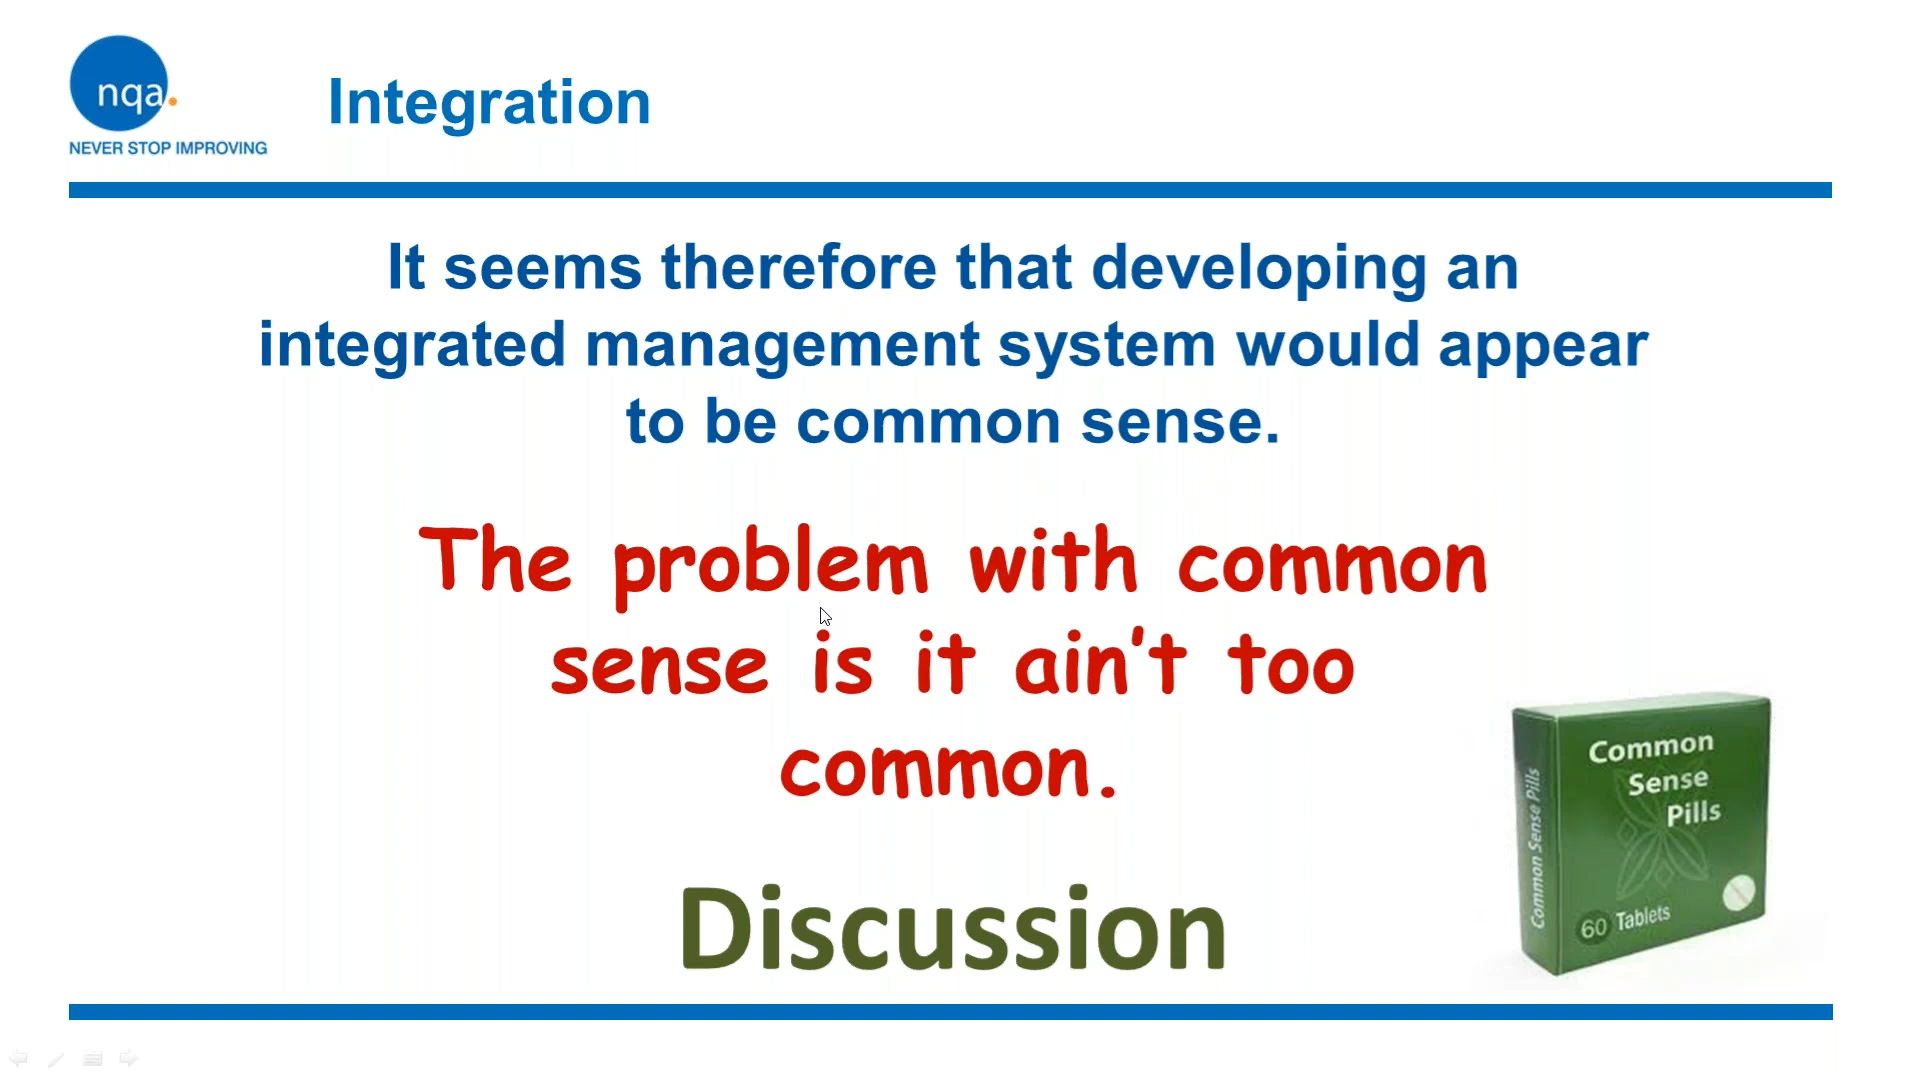 nqa.
NEVER STOP IMPROVING
Integration
It seems therefore that developing an
integrated management system would appear
to be common sense.
The problem with common
sense is it ain't too
common.
Common
Sense
Pills
Common Sense Pills
60 Tablets
Discussion